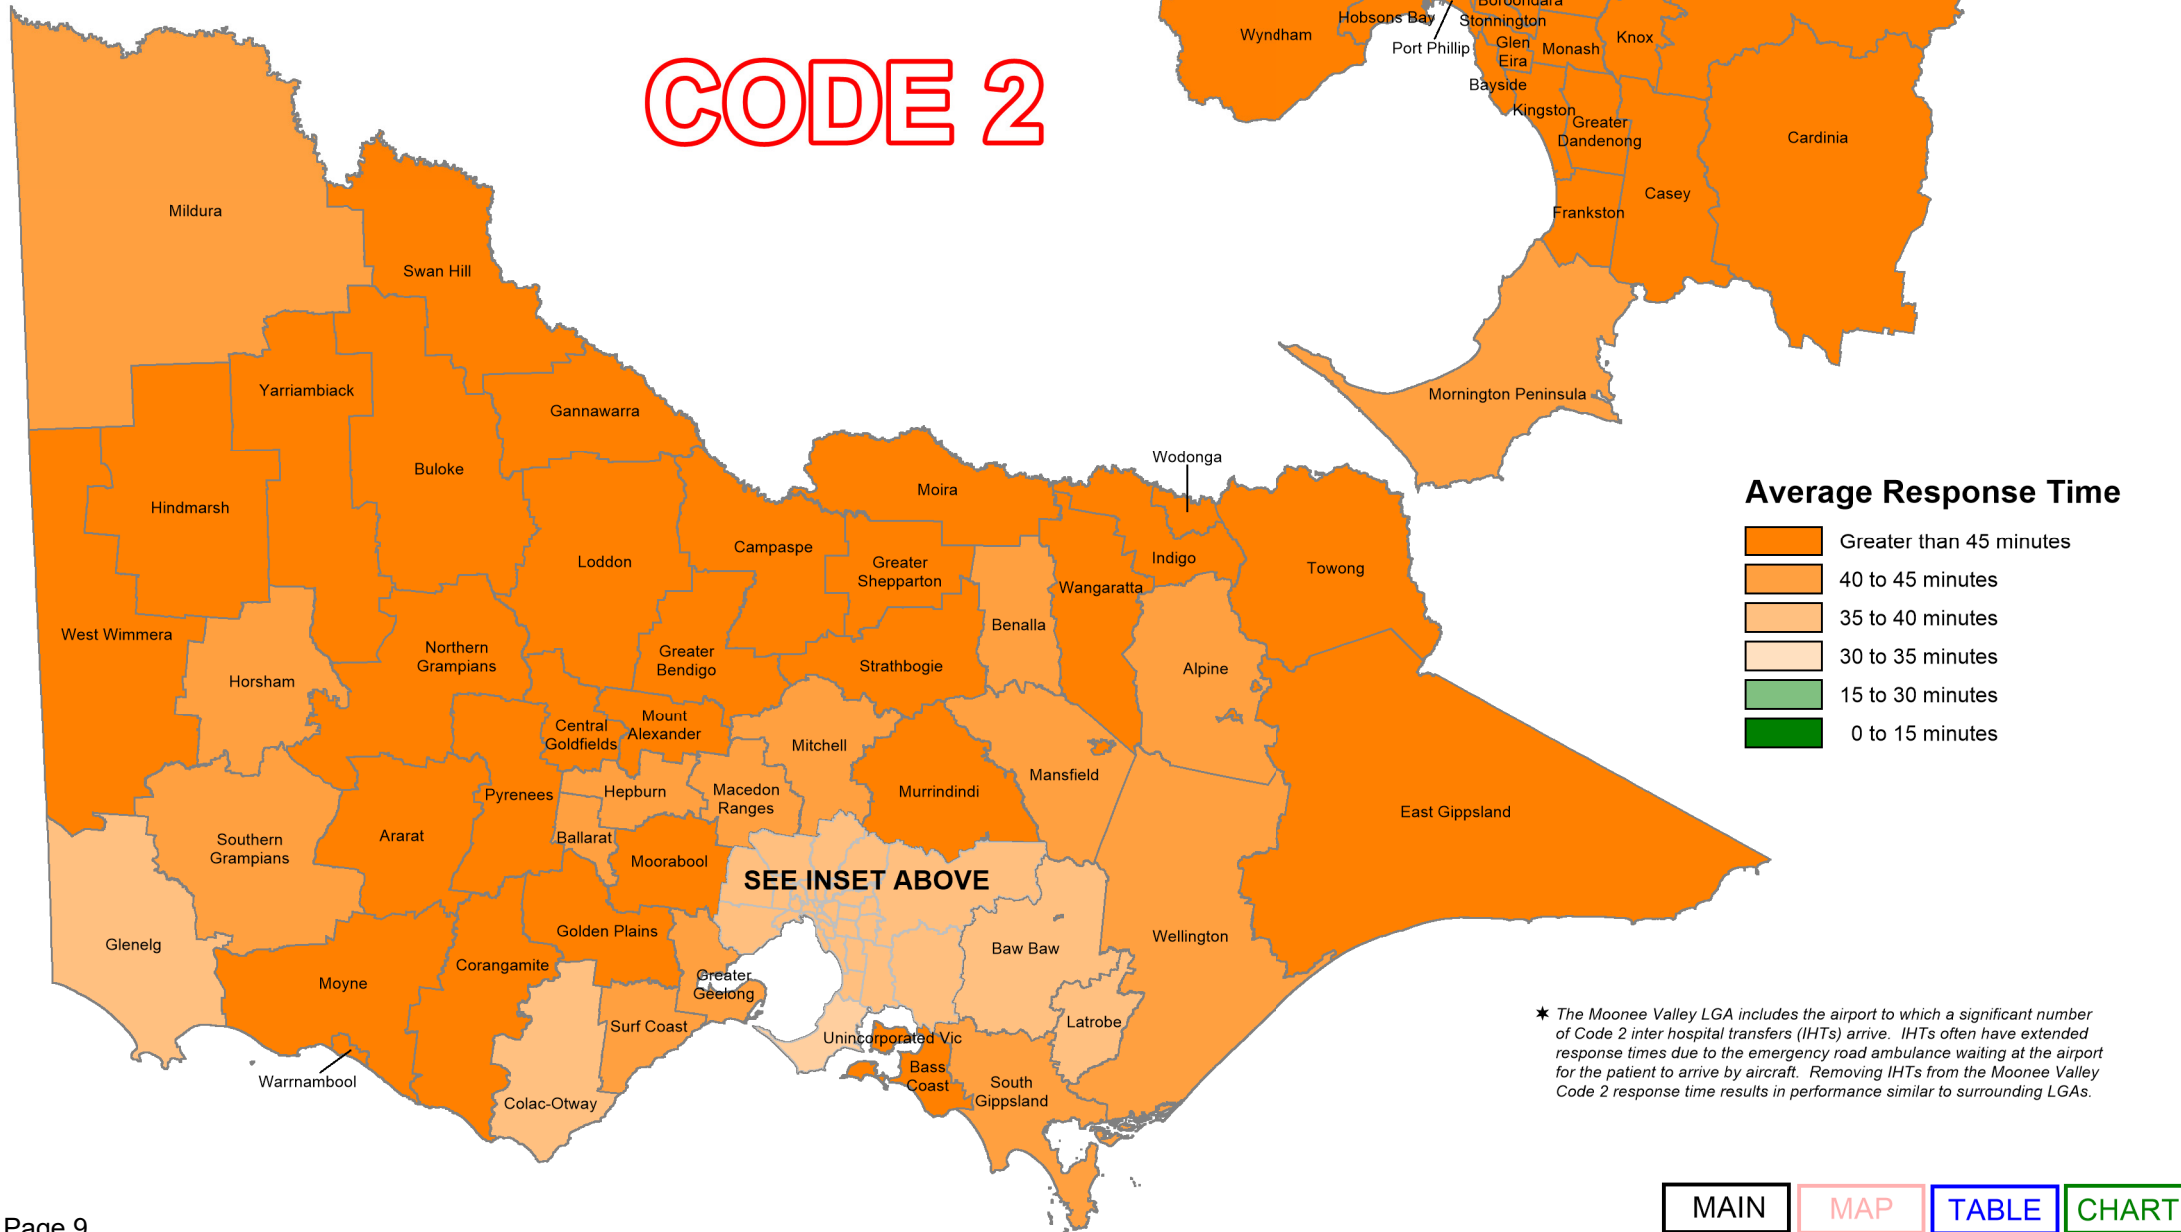 Boroondara
Hobsons Bay
Stonnington
Wyndham
Port Phillip
Glen
Eira
Monash
Knox
Bayside
Kingston
Greater
Dandenong
Cardinia
Casey
Frankston
Mornington Peninsula
CODE 2
Mildura
Swan Hill
Yarriambiack
Gannawarra
Buloke
Hindmarsh
Wodonga
Moira
Loddon
Campaspe
Greater
Shepparton
Indigo
Wangaratta
Towong
Benalla
West Wimmera
Northern
Grampians
Greater
Bendigo
Strathbogie
Alpine
Horsham
Central
Goldfields
Mount
Alexander
Mitchell
Mansfield
Hepburn
Macedon
Ranges
Murrindindi
Pyrenees
East Gippsland
Southern
Grampians
Ararat
Ballarat
Moorabool
SEE INSET ABOVE
Glenelg
Golden Plains
Baw Baw
Wellington
Moyne
Corangamite
Greater
Geelong
Surf Coast
Unincorporated Vic
Latrobe
Warrnambool
Colac-Otway
Bass
Coast
South
Gippsland
Average Response Time
Greater than 45 minutes
40 to 45 minutes
35 to 40 minutes
30 to 35 minutes
15 to 30 minutes
0 to 15 minutes
✶ The Moonee Valley LGA includes the airport to which a significant number
of Code 2 inter hospital transfers (IHTs) arrive. IHTs often have extended
response times due to the emergency road ambulance waiting at the airport
for the patient to arrive by aircraft. Removing IHTs from the Moonee Valley
Code 2 response time results in performance similar to surrounding LGAs.
MAIN
MAP
TABLE
CHART
Page 9